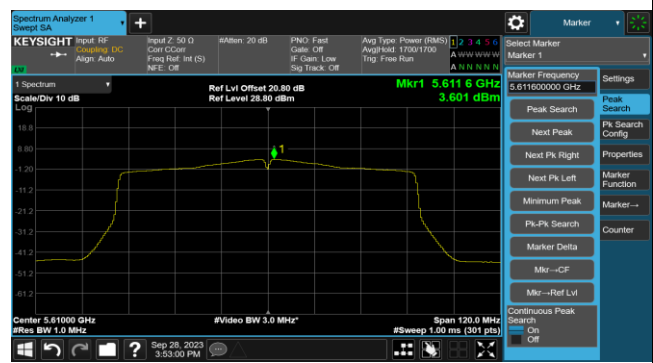 Spectrum Analyzer 1
Swept SA
Marker
KEYSIGHT
Input: RF
Coupling: DC
Align: Auto
Input Z: 50 Ω
Corr CCorr
Freq Ref: Int (S)
NFE: Off
#Atten: 20 dB
PNO: Fast
Gate: Off
IF Gain: Low
Sig Track: Off
Avg Type: Power (RMS)
Avg|Hold: 1700/1700
Trig: Free Run
1 2 3 4 5 6
A W W W W W
A N N N N N
Select Marker
Marker 1
1 Spectrum
Scale/Div 10 dB
Log
Ref Lvl Offset 20.80 dB
Ref Level 28.80 dBm
Mkr1 5.611 6 GHz
3.601 dBm
18.8
8.80
-1.20
-11.2
-21.2
-31.2
-41.2
-51.2
-61.2
1
Center 5.61000 GHz
#Res BW 1.0 MHz
#Video BW 3.0 MHz*
Span 120.0 MHz
#Sweep 1.00 ms (301 pts)
Marker Frequency
5.611600000 GHz
Peak Search
Next Peak
Next Pk Right
Next Pk Left
Minimum Peak
Pk-Pk Search
Marker Delta
Mkr→CF
Mkr→Ref Lvl
Continuous Peak
Search
On
Off
Settings
Peak
Search
Pk Search
Config
Properties
Marker
Function
Marker→
Counter
?
Sep 28, 2023
3:53:00 PM